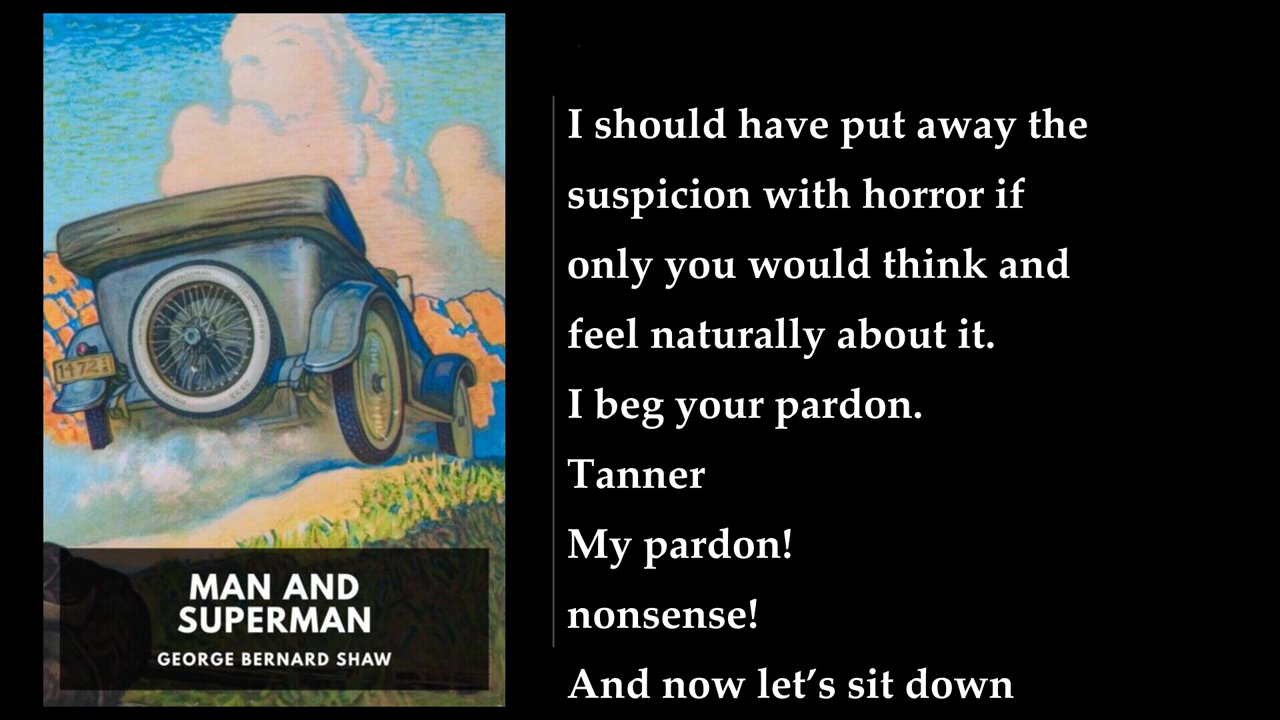 1472
MAN AND
SUPERMAN
GEORGE BERNARD SHAW
I should have put away the
suspicion with horror if
only you would think and
feel naturally about it.
I beg your pardon.
Tanner
My pardon!
nonsense!
And now let’s sit down